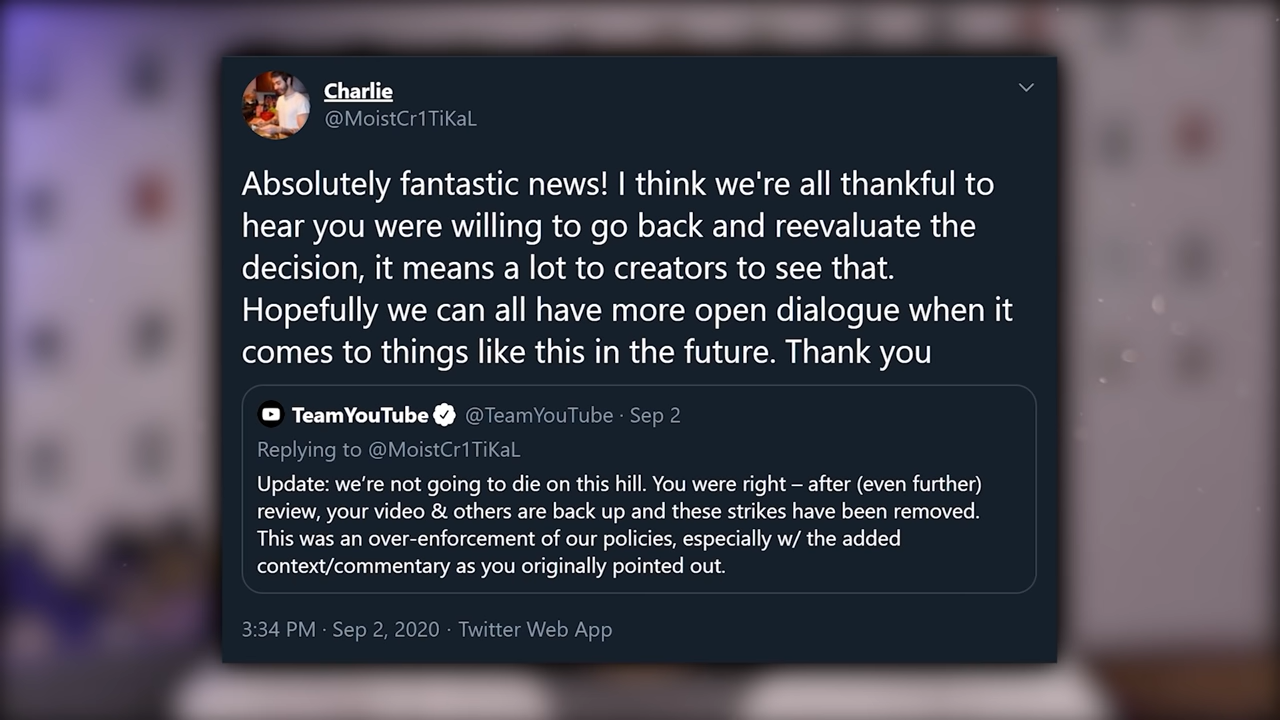 Charlie
@MoistCr1TiKaL
Absolutely fantastic news! I think we're all thankful to
hear you were willing to go back and reevaluate the
decision, it means a lot to creators to see that.
Hopefully we can all have more open dialogue when it
comes to things like this in the future. Thank you
TeamYouTube @TeamYouTube · Sep 2
Replying to @MoistCr1TiKaL
Update: we’re not going to die on this hill. You were right – after (even further)
review, your video & others are back up and these strikes have been removed.
This was an over-enforcement of our policies, especially w/ the added
context/commentary as you originally pointed out.
3:34 PM · Sep 2, 2020 · Twitter Web App